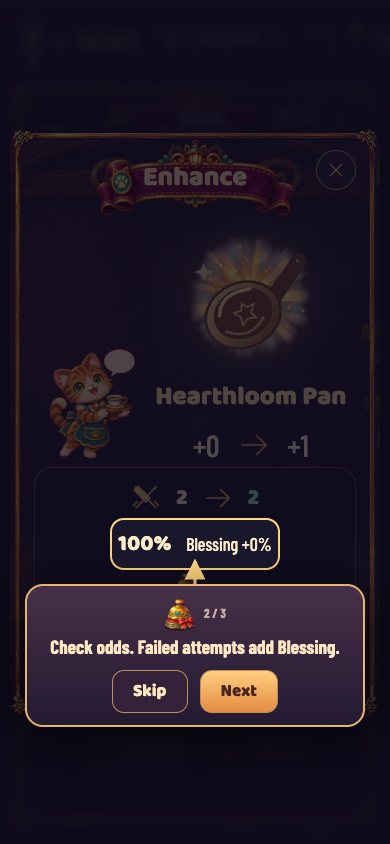 Enhance
Hearthloom Pan
+0 → +1
2 → 2
100% Blessing +0%
2/3
Check odds. Failed attempts add Blessing.
Skip Next